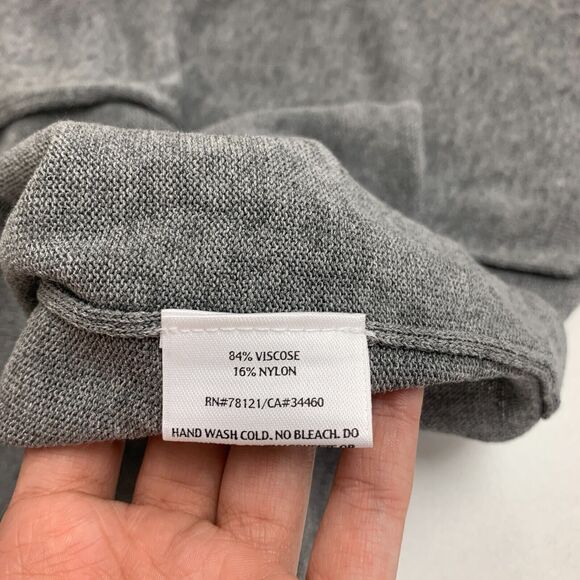 84% VISCOSE
16% NYLON
RN#78121/CA#34460
HAND WASH COLD. NO BLEACH. DO